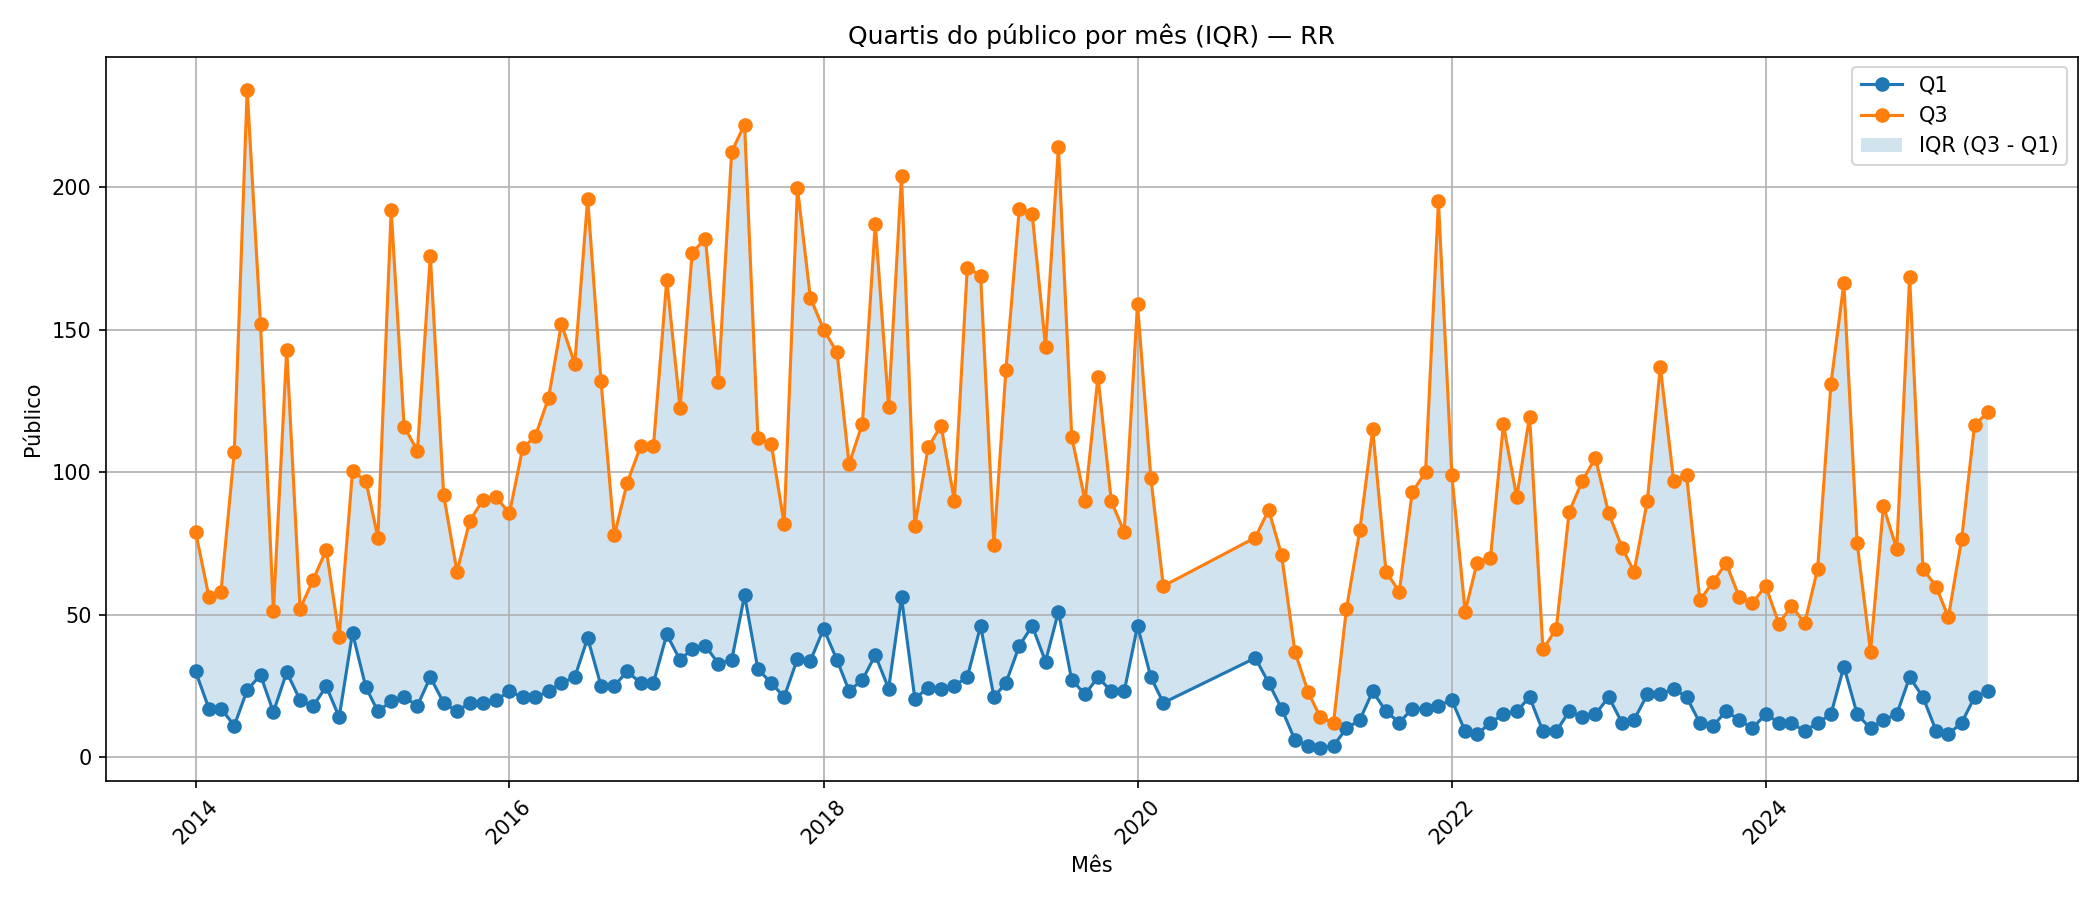 Quartis do público por mês (IQR) — RR
Q1
Q3
IQR (Q3 - Q1)
Público
200
150
100
50
0
2014
2016
2018
2020
2022
2024
Mês